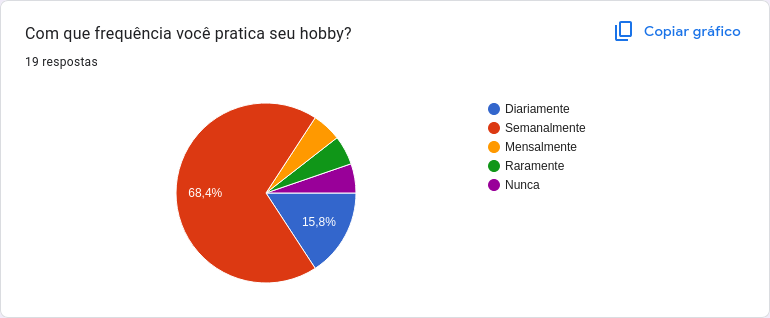 Com que frequência você pratica seu hobby?
Copiar gráfico
19 respostas
Diariamente
Semanalmente
Mensalmente
Raramente
Nunca
68,4%
15,8%